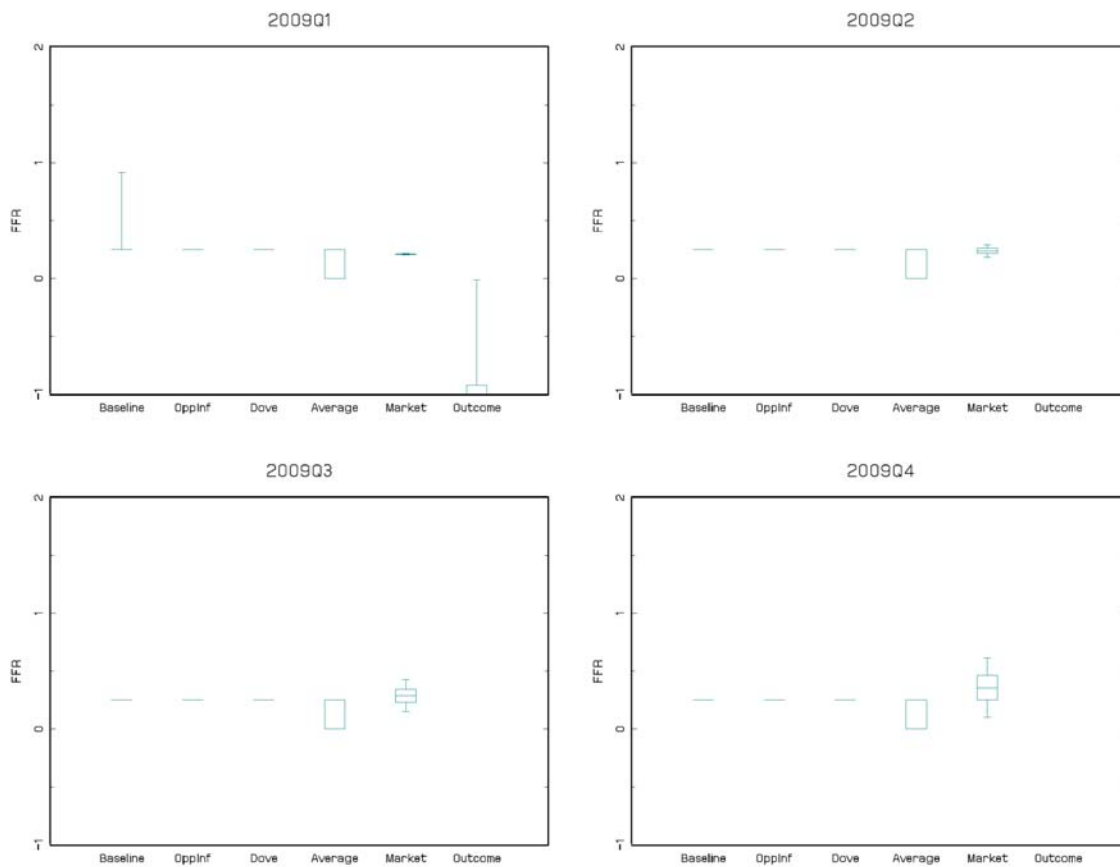 2009Q1
2
1
0
-1
FFR
Baseline OppInf Dove Average Market Outcome
2009Q2
2
1
0
-1
FFR
Baseline OppInf Dove Average Market Outcome
2009Q3
2
1
0
-1
FFR
Baseline OppInf Dove Average Market Outcome
2009Q4
2
1
0
-1
FFR
Baseline OppInf Dove Average Market Outcome